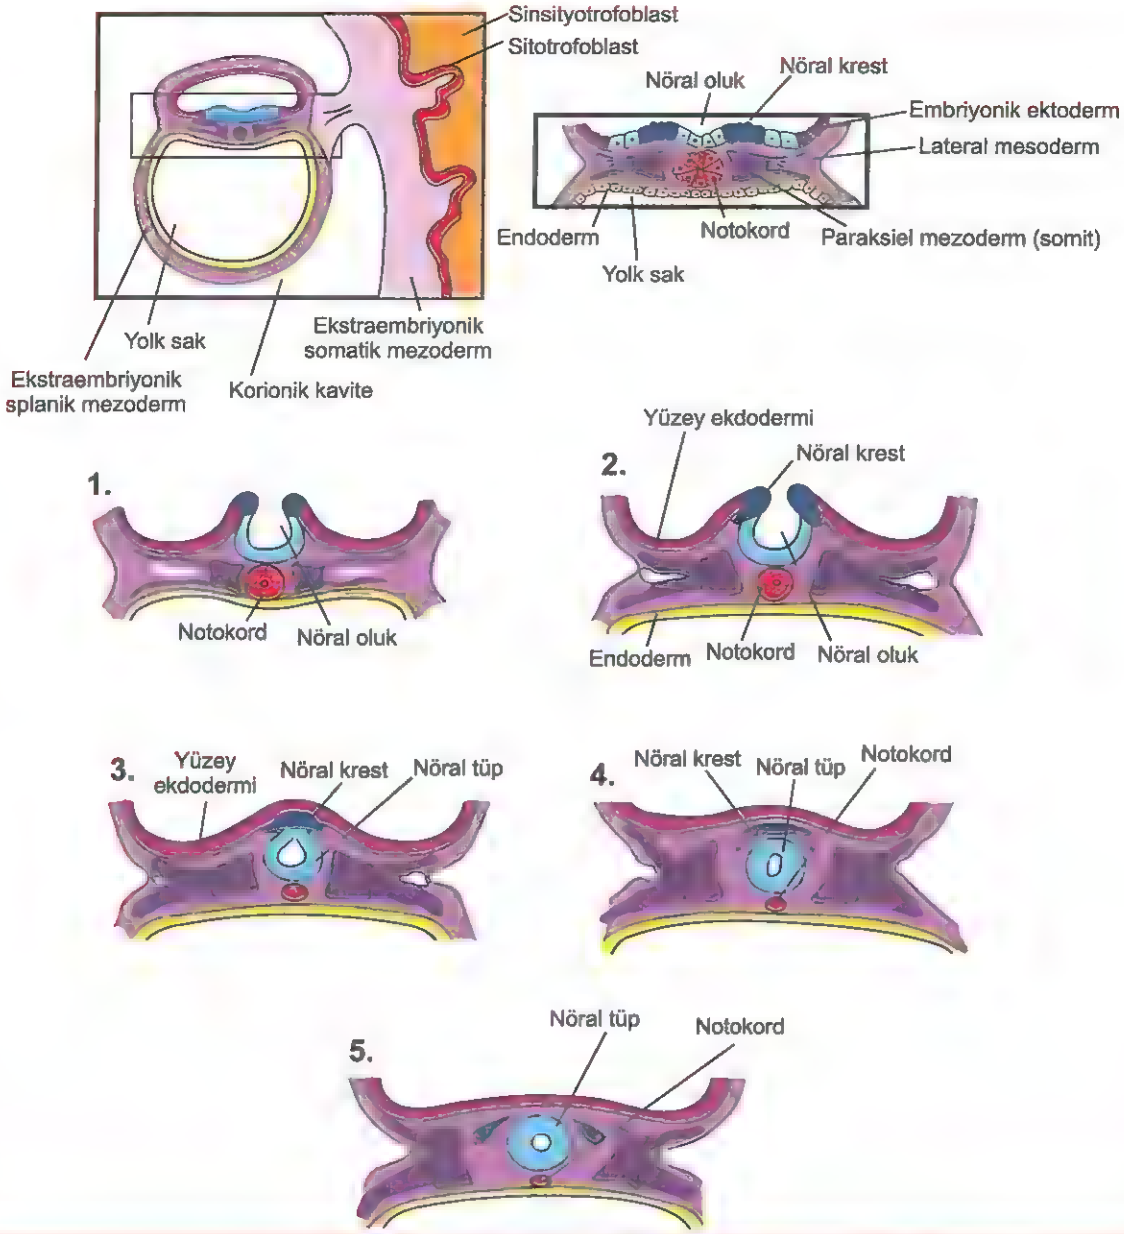 Sinsityotrofoblast
Sitotrofoblast
Nöral oluk
Nöral krest
Embriyonik ektoderm
Lateral mesoderm
Endoderm
Notokord
Paraksiel mezoderm (somit)
Yolk sak
Yolk sak
Ekstraembriyonik
somatik mezoderm
Ekstraembriyonik
splanik mezoderm
Korionik kavite
1.
Notokord
Nöral oluk
2.
Yüzey ekdodermi
Nöral krest
Endoderm
Notokord
Nöral oluk
3.
Yüzey
ekdodermi
Nöral krest
Nöral tüp
4.
Nöral krest
Nöral tüp
Notokord
5.
Nöral tüp
Notokord